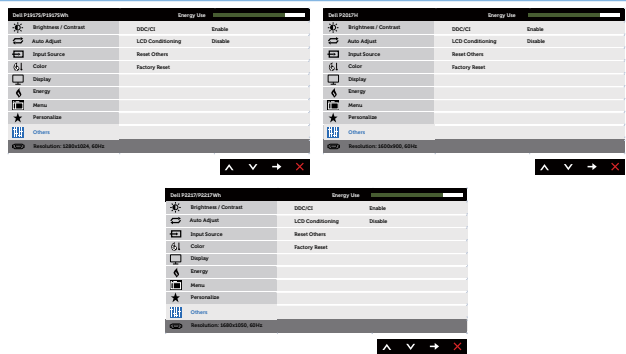 Dell P1917S/P1917SWh Energy Use
Brightness / Contrast DDC/CI Enable
Auto Adjust LCD Conditioning Disable
Input Source Reset Others
Color Factory Reset
Display
Energy
Menu
Personalize
Others
Resolution: 1280x1024, 60Hz
Dell P2017H Energy Use
Brightness / Contrast DDC/CI Enable
Auto Adjust LCD Conditioning Disable
Input Source Reset Others
Color Factory Reset
Display
Energy
Menu
Personalize
Others
Resolution: 1600x900, 60Hz
Dell P2217/P2217Wh Energy Use
Brightness / Contrast DDC/CI Enable
Auto Adjust LCD Conditioning Disable
Input Source Reset Others
Color Factory Reset
Display
Energy
Menu
Personalize
Others
Resolution: 1680x1050, 60Hz